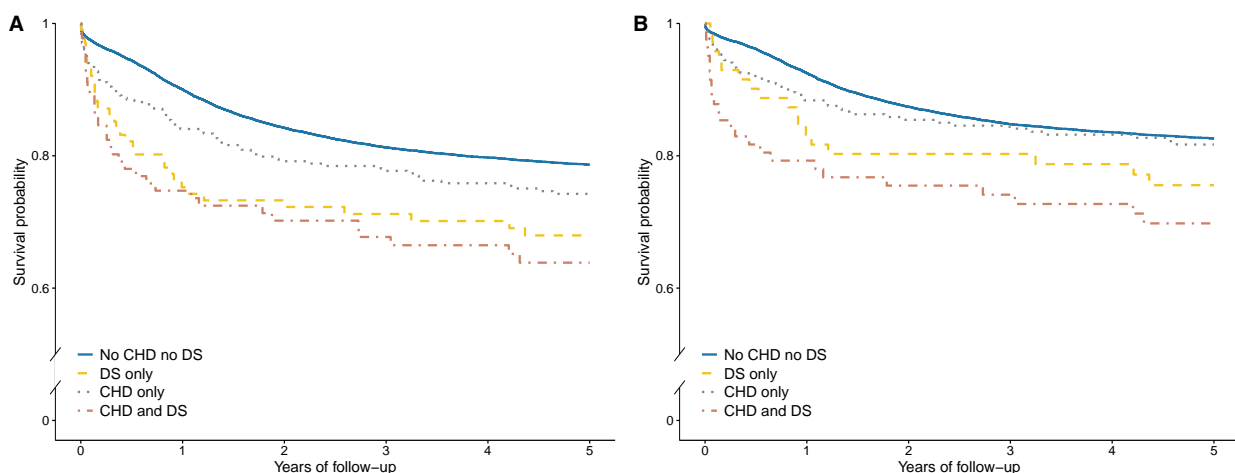 A
Survival probability
1
0.8
0.6
0
No CHD no DS
DS only
CHD only
CHD and DS
0 1 2 3 4 5
Years of follow−up
B
Survival probability
1
0.8
0.6
0
No CHD no DS
DS only
CHD only
CHD and DS
0 1 2 3 4 5
Years of follow−up